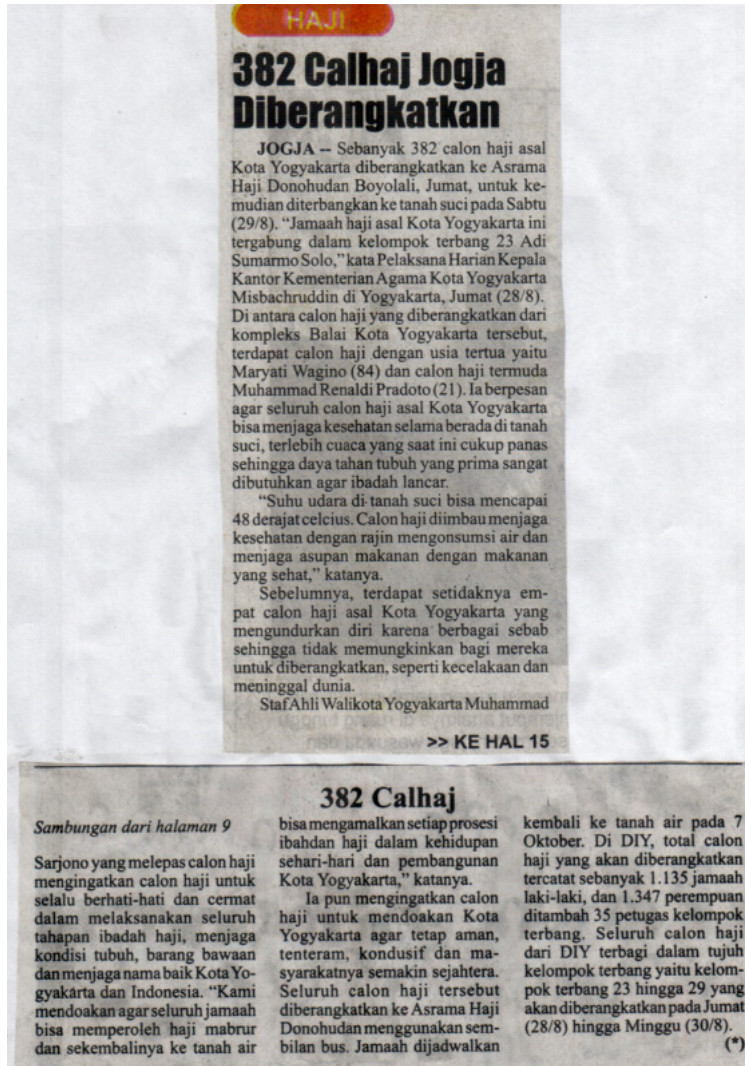 HAJI
382 Calhaj Jogja
Diberangkatkan
JOGJA -- Sebanyak 382 calon haji asal
Kota Yogyakarta diberangkatkan ke Asrama
Haji Donohudan Boyolali, Jumat, untuk ke-
mudian diterbangkan ke tanah suci pada Sabtu
(29/8). “Jamaah haji asal Kota Yogyakarta ini
tergabung dalam kelompok terbang 23 Adi
Sumarmo Solo,” kata Pelaksana Harian Kepala
Kantor Kementerian Agama Kota Yogyakarta
Misbachruddin di Yogyakarta, Jumat (28/8).
Di antara calon haji yang diberangkatkan dari
kompleks Balai Kota Yogyakarta tersebut,
terdapat calon haji dengan usia tertua yaitu
Maryati Wagino (84) dan calon haji termuda
Muhammad Renaldi Pradoto (21). Ia berpesan
agar seluruh calon haji asal Kota Yogyakarta
bisa menjaga kesehatan selama berada di tanah
suci, terlebih cuaca yang saat ini cukup panas
sehingga daya tahan tubuh yang prima sangat
dibutuhkan agar ibadah lancar.
“Suhu udara di tanah suci bisa mencapai
48 derajat celcius. Calon haji diimbau menjaga
kesehatan dengan rajin mengonsumsi air dan
menjaga asupan makanan dengan makanan
yang sehat,” katanya.
Sebelumnya, terdapat setidaknya em-
pat calon haji asal Kota Yogyakarta yang
mengundurkan diri karena berbagai sebab
sehingga tidak memungkinkan bagi mereka
untuk diberangkatkan, seperti kecelakaan dan
meninggal dunia.
Staf Ahli Walikota Yogyakarta Muhammad
>> KE HAL 15
382 Calhaj
Sambungan dari halaman 9
Sarjono yang melepas calon haji
mengingatkan calon haji untuk
selalu berhati-hati dan cermat
dalam melaksanakan seluruh
tahapan ibadah haji, menjaga
kondisi tubuh, barang bawaan
dan menjaga nama baik Kota Yo-
gyakarta dan Indonesia. “Kami
mendoakan agar seluruh jamaah
bisa memperoleh haji mabrur
dan sekembalinya ke tanah air
bisa mengamalkan setiap prosesi
ibahdan haji dalam kehidupan
sehari-hari dan pembangunan
Kota Yogyakarta,” katanya.
Ia pun mengingatkan calon
haji untuk mendoakan Kota
Yogyakarta agar tetap aman,
tenteram, kondusif dan ma-
syarakatnya semakin sejahtera.
Seluruh calon haji tersebut
diberangkatkan ke Asrama Haji
Donohudan menggunakan sem-
bilan bus. Jamaah dijadwalkan
kembali ke tanah air pada 7
Oktober. Di DIY, total calon
haji yang akan diberangkatkan
tercatat sebanyak 1.135 jamaah
laki-laki, dan 1.347 perempuan
ditambah 35 petugas kelompok
terbang. Seluruh calon haji
dari DIY terbagi dalam tujuh
kelompok terbang yaitu kelom-
pok terbang 23 hingga 29 yang
akan diberangkatkan pada Jumat
(28/8) hingga Minggu (30/8).
(*)